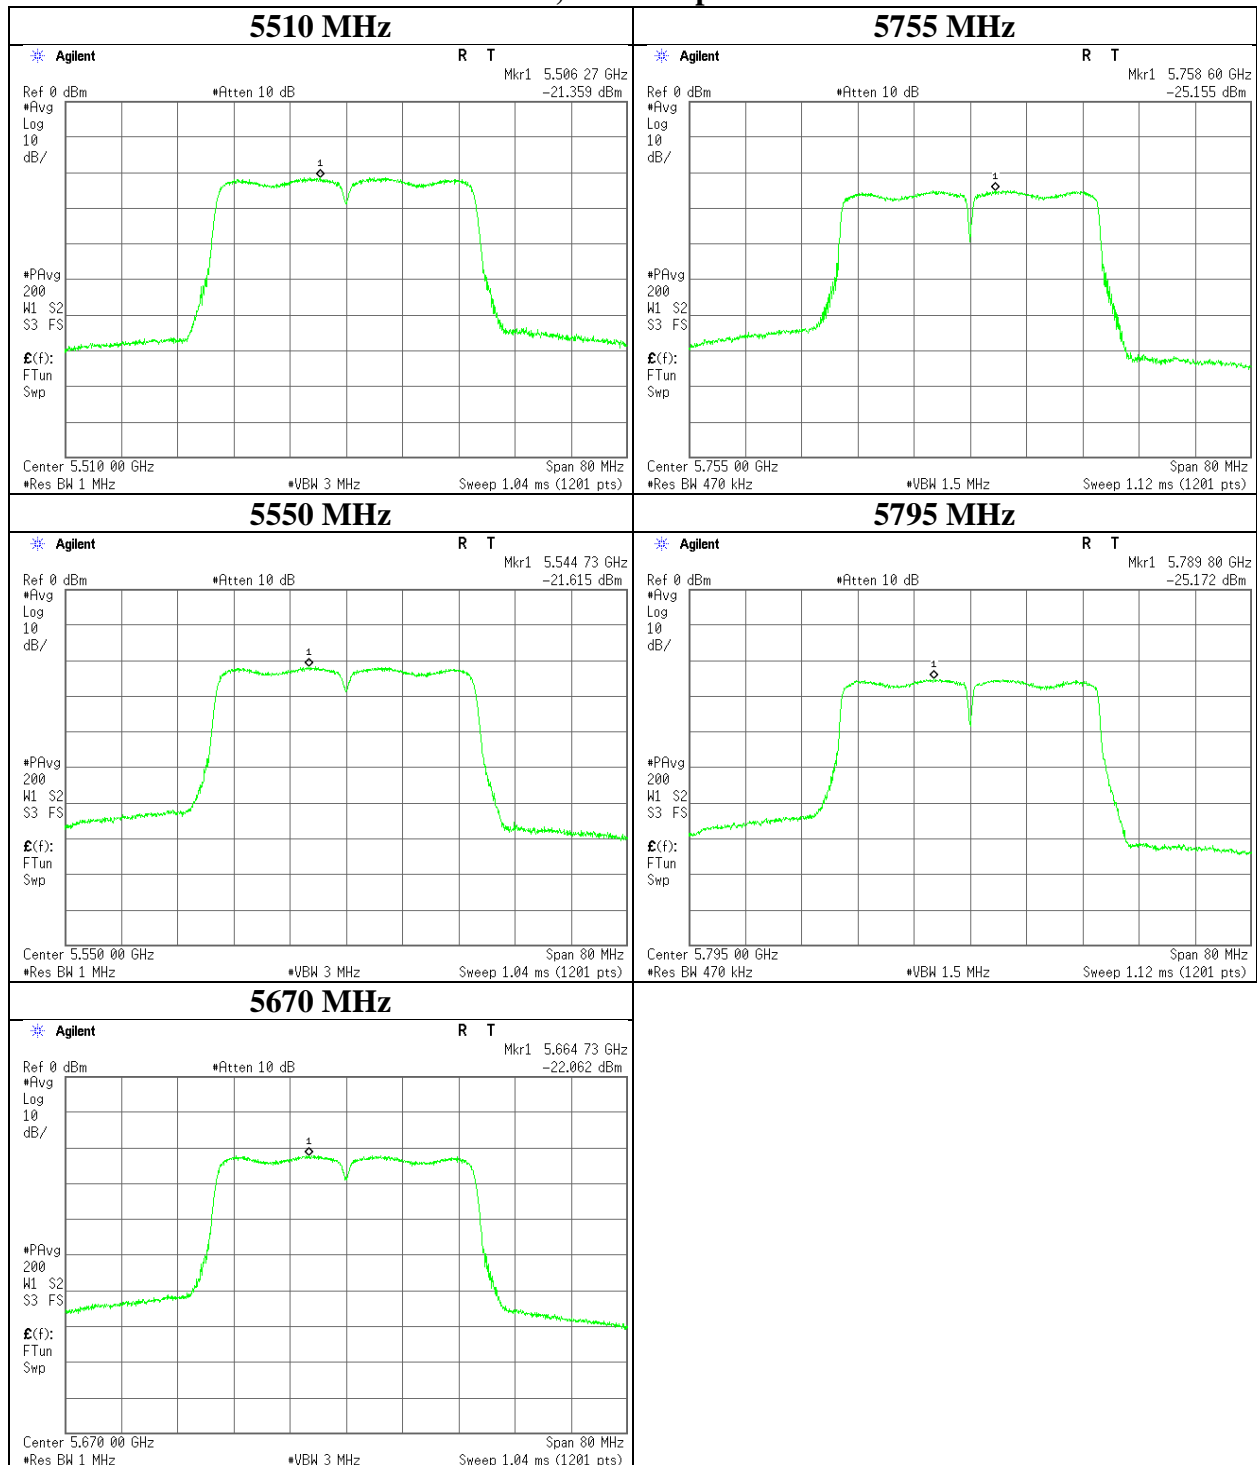 5510 MHz
Agilent
R T
Mkr1 5.506 27 GHz
Ref 0 dBm
#Atten 10 dB
-21.359 dBm
#Avg
Log
10
dB/
1
#PAvg
200
W1 S2
S3 FS
£(f):
FTun
Swp
Center 5.510 00 GHz
Span 80 MHz
#Res BW 1 MHz
#VBW 3 MHz
Sweep 1.04 ms (1201 pts)
5755 MHz
Agilent
R T
Mkr1 5.758 60 GHz
Ref 0 dBm
#Atten 10 dB
-25.155 dBm
#Avg
Log
10
dB/
1
#PAvg
200
W1 S2
S3 FS
£(f):
FTun
Swp
Center 5.755 00 GHz
Span 80 MHz
#Res BW 470 kHz
#VBW 1.5 MHz
Sweep 1.12 ms (1201 pts)
5550 MHz
Agilent
R T
Mkr1 5.544 73 GHz
Ref 0 dBm
#Atten 10 dB
-21.615 dBm
#Avg
Log
10
dB/
1
#PAvg
200
W1 S2
S3 FS
£(f):
FTun
Swp
Center 5.550 00 GHz
Span 80 MHz
#Res BW 1 MHz
#VBW 3 MHz
Sweep 1.04 ms (1201 pts)
5795 MHz
Agilent
R T
Mkr1 5.789 80 GHz
Ref 0 dBm
#Atten 10 dB
-25.172 dBm
#Avg
Log
10
dB/
1
#PAvg
200
W1 S2
S3 FS
£(f):
FTun
Swp
Center 5.795 00 GHz
Span 80 MHz
#Res BW 470 kHz
#VBW 1.5 MHz
Sweep 1.12 ms (1201 pts)
5670 MHz
Agilent
R T
Mkr1 5.664 73 GHz
Ref 0 dBm
#Atten 10 dB
-22.062 dBm
#Avg
Log
10
dB/
1
#PAvg
200
W1 S2
S3 FS
£(f):
FTun
Swp
Center 5.670 00 GHz
Span 80 MHz
#Res BW 1 MHz
#VBW 3 MHz
Sweep 1.04 ms (1201 pts)